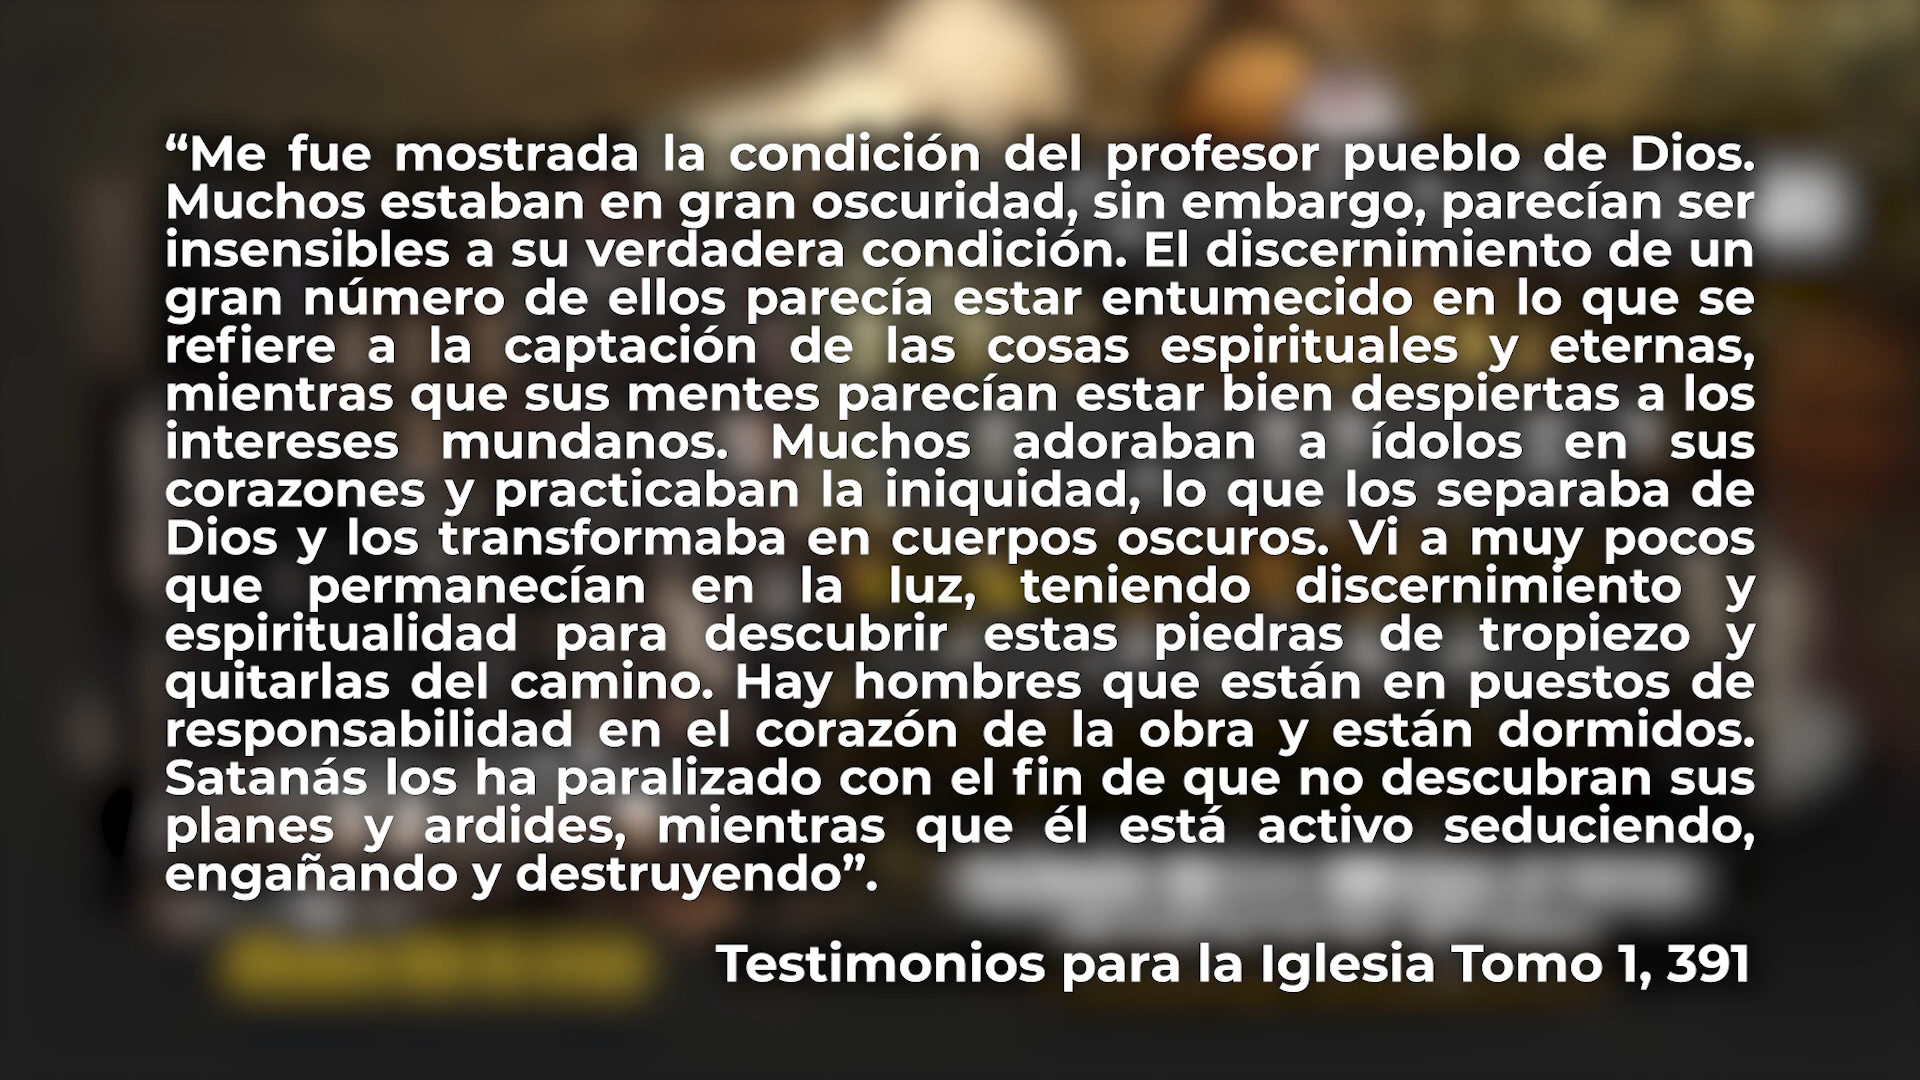 “Me fue mostrada la condición del profesor pueblo de Dios.
Muchos estaban en gran oscuridad, sin embargo, parecían ser
insensibles a su verdadera condición. El discernimiento de un
gran número de ellos parecía estar entumecido en lo que se
refiere a la captación de las cosas espirituales y eternas,
mientras que sus mentes parecían estar bien despiertas a los
intereses mundanos. Muchos adoraban a ídolos en sus
corazones y practicaban la iniquidad, lo que los separaba de
Dios y los transformaba en cuerpos oscuros. Vi a muy pocos
que permanecían en la luz, teniendo discernimiento y
espiritualidad para descubrir estas piedras de tropiezo y
quitarlas del camino. Hay hombres que están en puestos de
responsabilidad en el corazón de la obra y están dormidos.
Satanás los ha paralizado con el fin de que no descubran sus
planes y ardides, mientras que él está activo seduciendo,
engañando y destruyendo”.
Testimonios para la Iglesia Tomo 1, 391